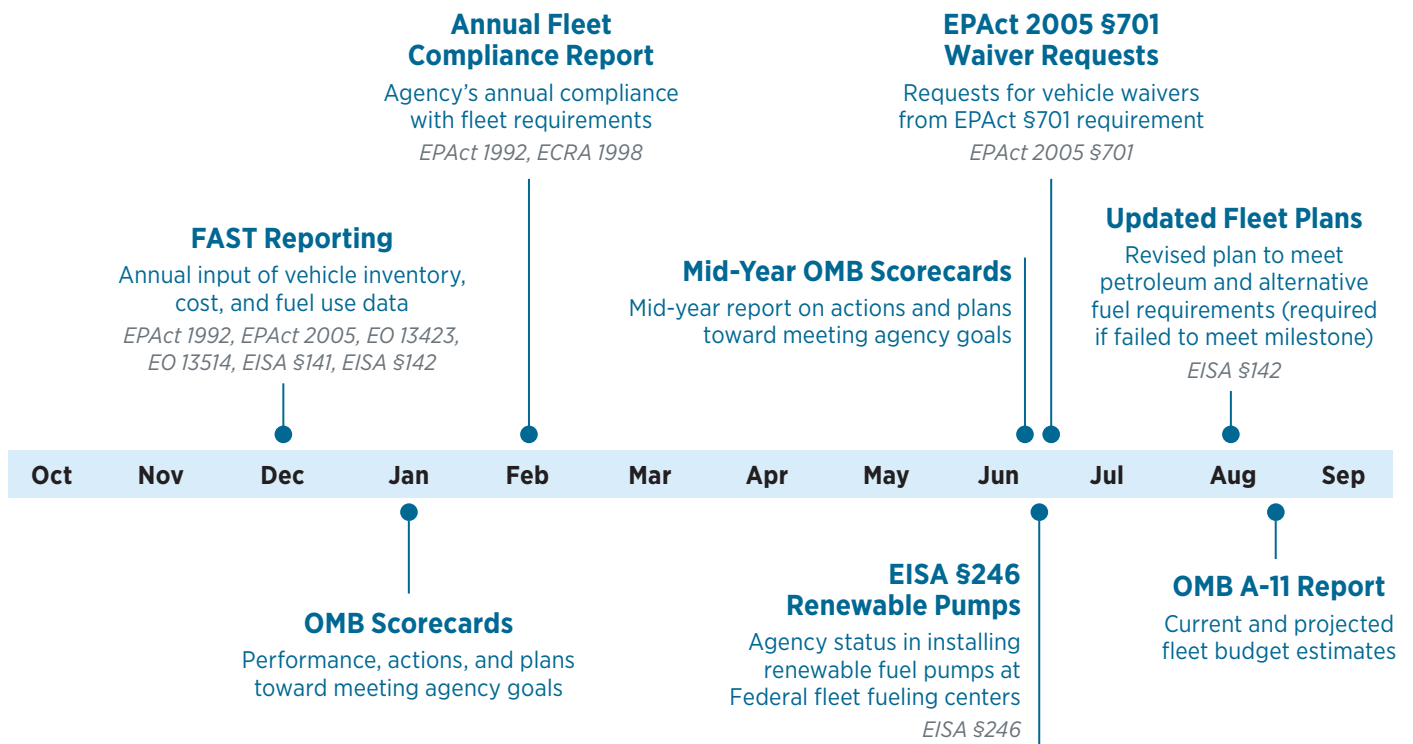 Annual Fleet
Compliance Report
Agency’s annual compliance
with fleet requirements
EPAct 1992, ECRA 1998
EPAct 2005 §701
Waiver Requests
Requests for vehicle waivers
from EPAct §701 requirement
EPAct 2005 §701
FAST Reporting
Annual input of vehicle inventory,
cost, and fuel use data
EPAct 1992, EPAct 2005, EO 13423,
EO 13514, EISA §141, EISA §142
Mid-Year OMB Scorecards
Mid-year report on actions and plans
toward meeting agency goals
Updated Fleet Plans
Revised plan to meet
petroleum and alternative
fuel requirements (required
if failed to meet milestone)
EISA §142
Oct Nov Dec Jan Feb Mar Apr May Jun Jul Aug Sep
OMB Scorecards
Performance, actions, and plans
toward meeting agency goals
EISA §246
Renewable Pumps
Agency status in installing
renewable fuel pumps at
Federal fleet fueling centers
EISA §246
OMB A-11 Report
Current and projected
fleet budget estimates